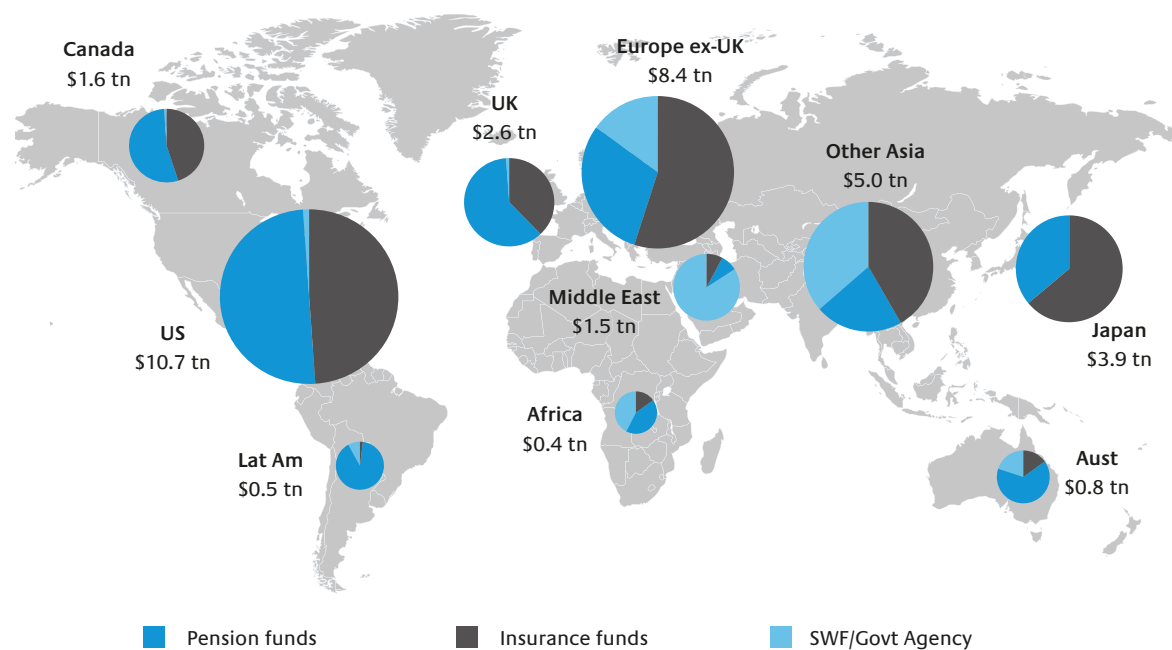 Canada
$1.6 tn
UK
$2.6 tn
Europe ex-UK
$8.4 tn
Other Asia
$5.0 tn
US
$10.7 tn
Middle East
$1.5 tn
Japan
$3.9 tn
Lat Am
$0.5 tn
Africa
$0.4 tn
Aust
$0.8 tn
Pension funds
Insurance funds
SWF/Govt Agency